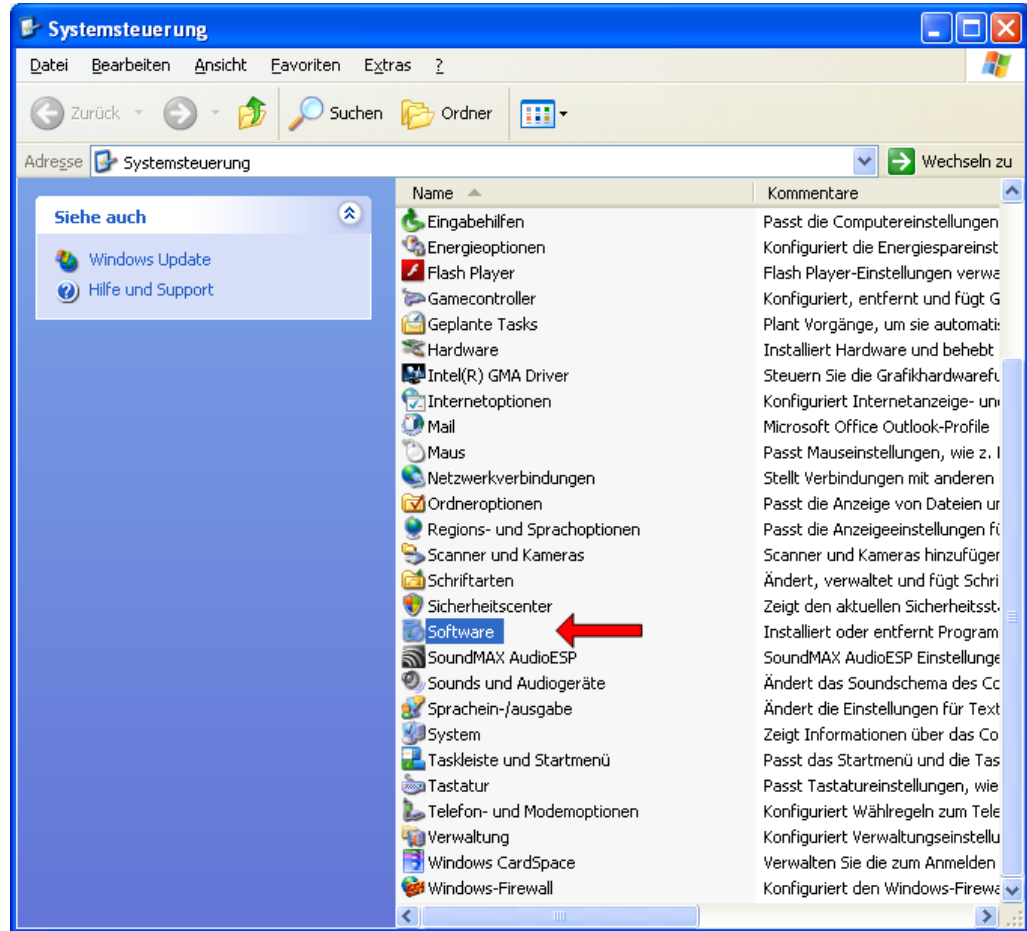 Systemsteuerung
Datei Bearbeiten Ansicht Favoriten Extras ?
Zurück Suchen Ordner
Adresse Systemsteuerung Wechseln zu
Siehe auch
Windows Update
Hilfe und Support
Name Kommentare
Eingabehilfen Passt die Computereinstellungen
Energieoptionen Konfiguriert die Energiespareinst
Flash Player Flash Player-Einstellungen verwa
Gamecontroller Konfiguriert, entfernt und fügt G
Geplante Tasks Plant Vorgänge, um sie automatis
Hardware Installiert Hardware und behebt
Intel(R) GMA Driver Steuern Sie die Grafikhardwarefu
Internetoptionen Konfiguriert Internetanzeige- und
Mail Microsoft Office Outlook-Profile
Maus Passt Mauseinstellungen, wie z. B
Netzwerkverbindungen Stellt Verbindungen mit anderen
Ordneroptionen Passt die Anzeige von Dateien un
Regions- und Sprachoptionen Passt die Anzeigeeinstellungen fü
Scanner und Kameras Scanner und Kameras hinzufügen
Schriftarten Ändert, verwaltet und fügt Schri
Sicherheitscenter Zeigt den aktuellen Sicherheitsst
Software Installiert oder entfernt Program
SoundMAX AudioESP SoundMAX AudioESP Einstellunge
Sounds und Audiogeräte Ändert das Soundschema des Co
Sprachein-/ausgabe Ändert die Einstellungen für Text
System Zeigt Informationen über das Co
Taskleiste und Startmenü Passt das Startmenü und die Tas
Tastatur Passt Tastatureinstellungen, wie
Telefon- und Modemoptionen Konfiguriert Wählregeln zum Tele
Verwaltung Konfiguriert Verwaltungseinstellu
Windows CardSpace Verwalten Sie die zum Anmelden
Windows-Firewall Konfiguriert den Windows-Firewa